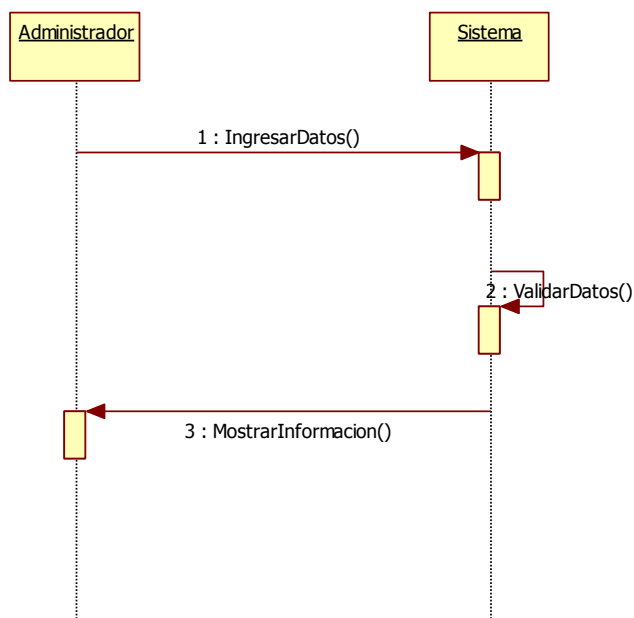 Administrador
Sistema
1 : IngresarDatos()
2 : ValidarDatos()
3 : MostrarInformacion()